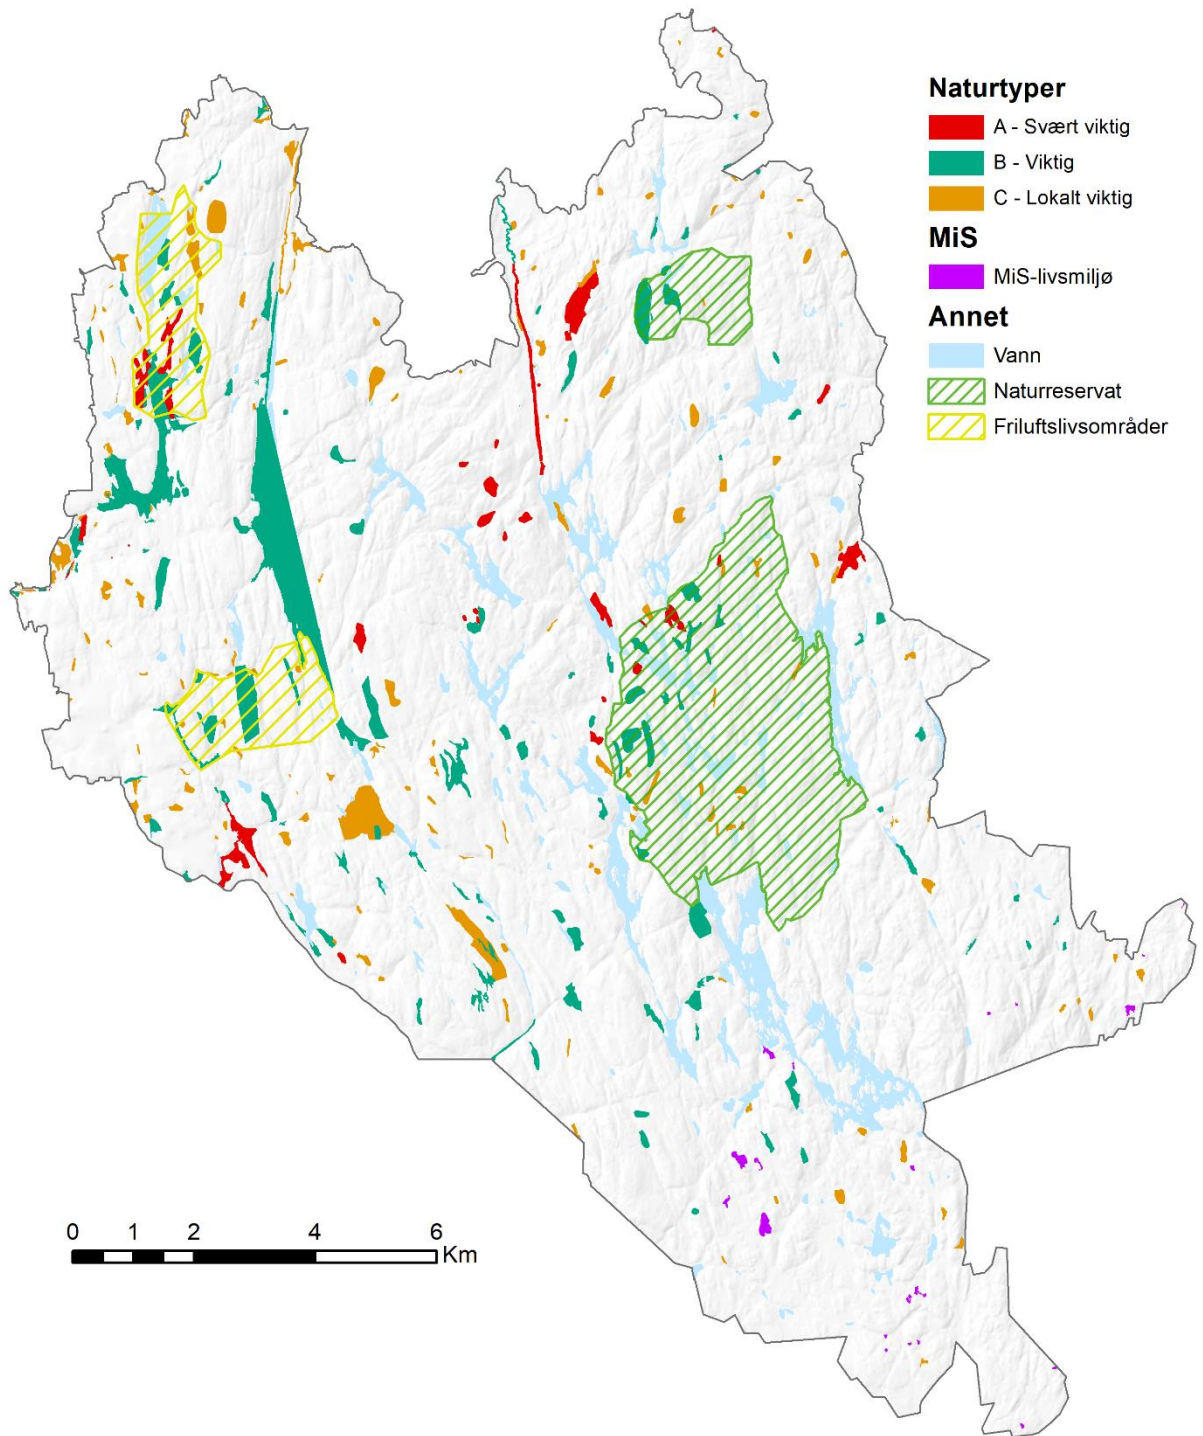 Naturtyper
A - Svært viktig
B - Viktig
C - Lokalt viktig
MiS
MiS-livsmiljø
Annet
Vann
Naturreservat
Friluftslivsområder
0 1 2 4 6
Km